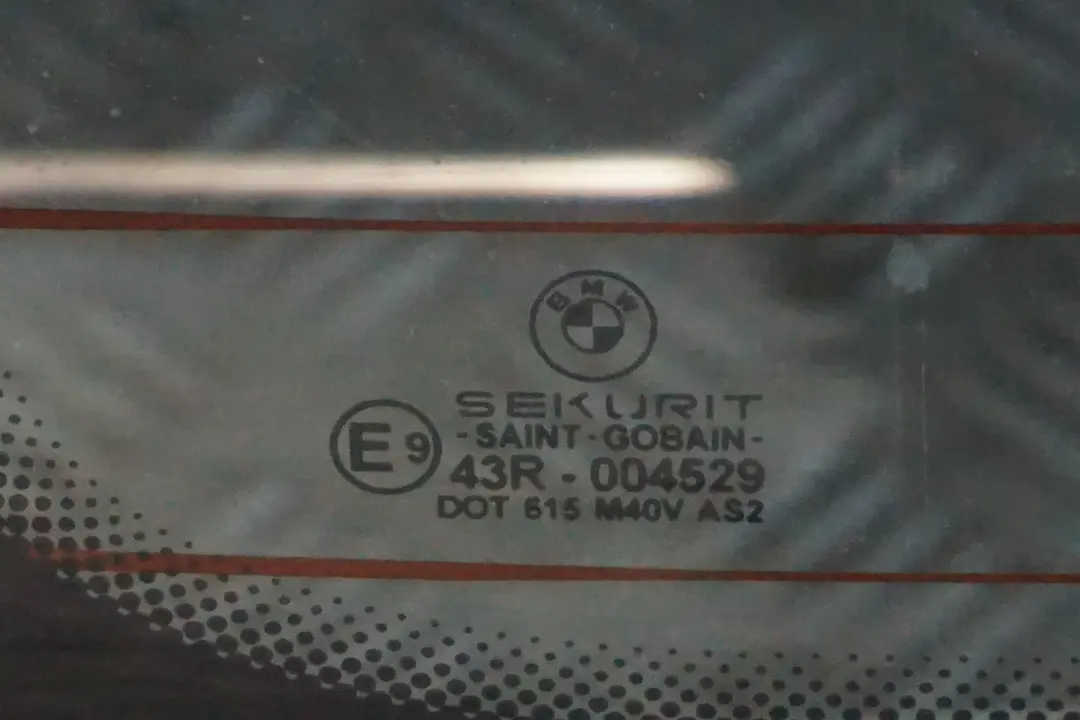 BMW
SEKURIT
E9
-SAINT-GOBAIN-
43R - 004529
DOT 615 M40V AS2